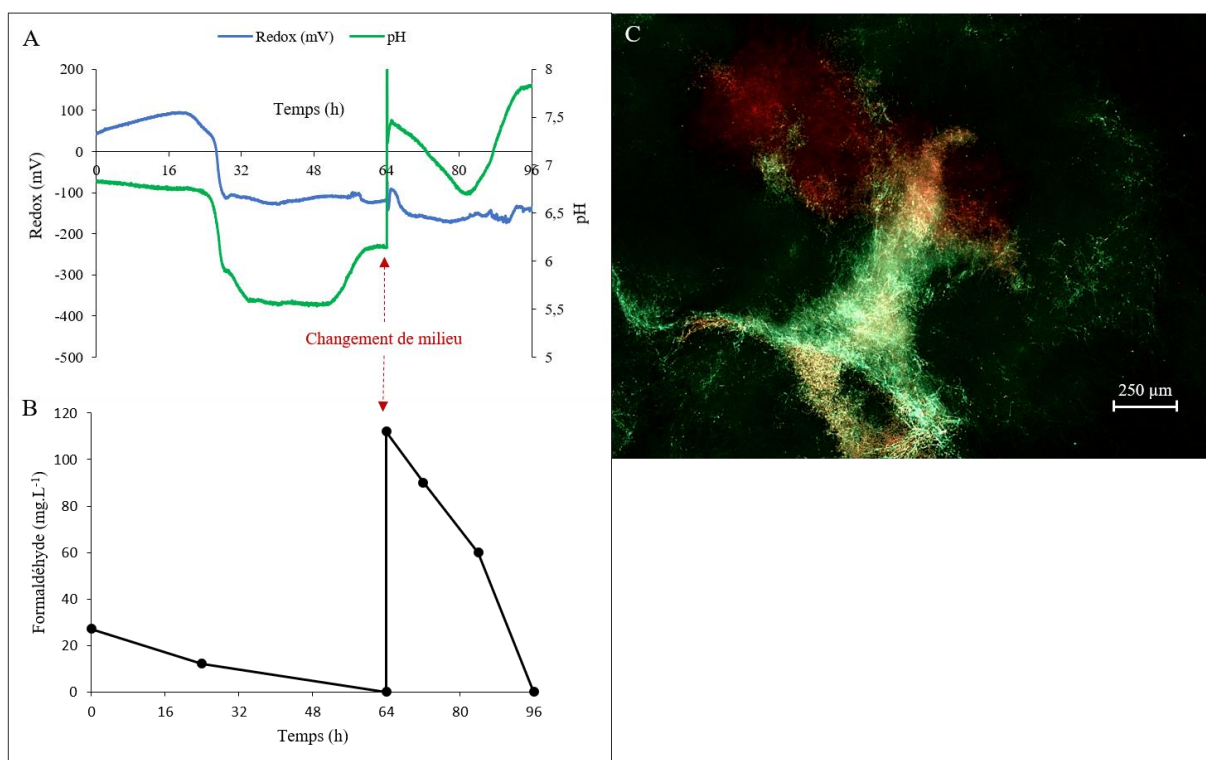 A
Redox (mV) pH
200
100
0
-100
-200
-300
-400
-500
Redox (mV)
Temps (h)
0 16 32 48 64 80 96
8
7,5
7
6,5
6
5,5
5
pH
Changement de milieu
B
120
100
80
60
40
20
0
Formaldéhyde (mg.L-1)
0 16 32 48 64 80 96
Temps (h)
C
250 µm